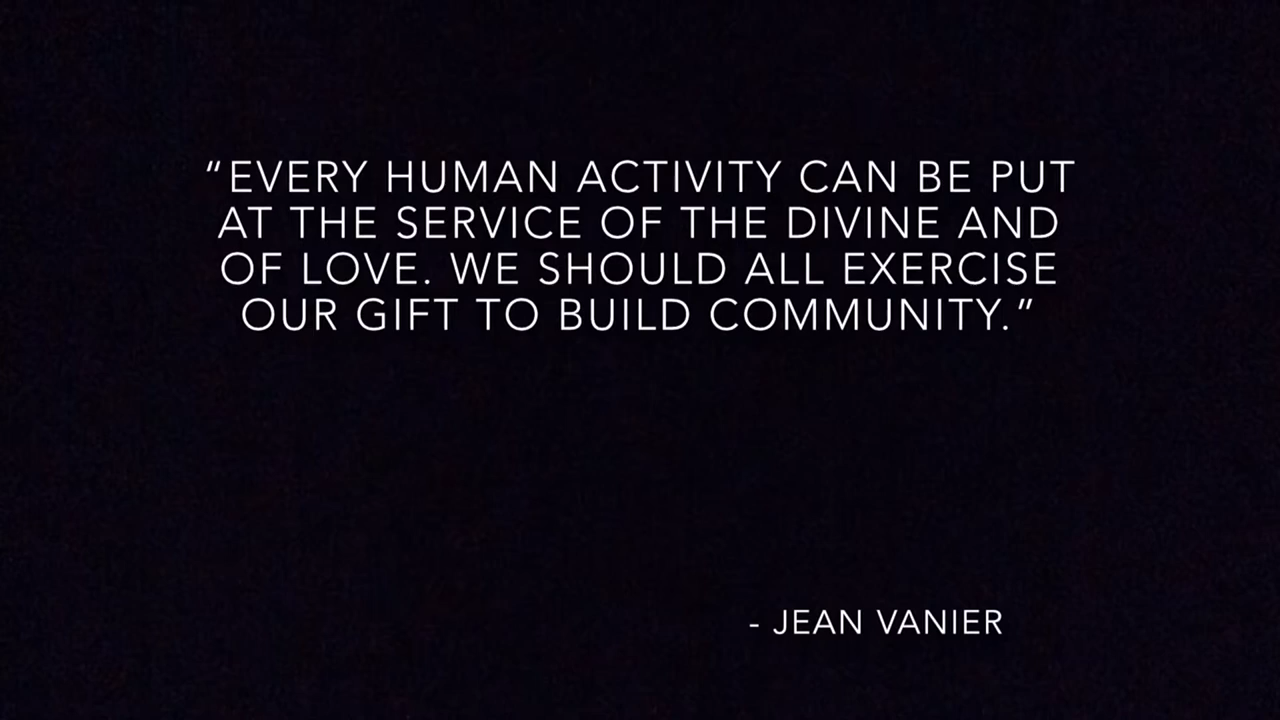 “EVERY HUMAN ACTIVITY CAN BE PUT
AT THE SERVICE OF THE DIVINE AND
OF LOVE. WE SHOULD ALL EXERCISE
OUR GIFT TO BUILD COMMUNITY.”
- JEAN VANIER